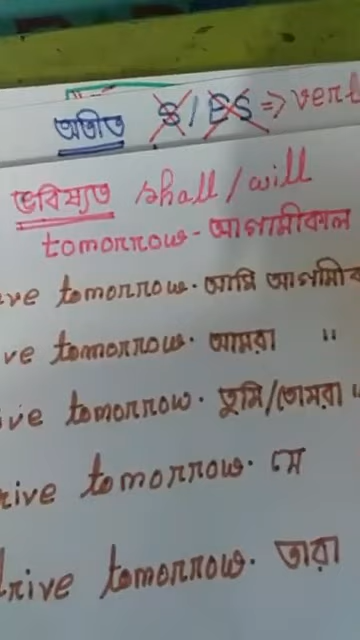 অতীত S/ES => verb
ভবিষ্যত shall/will
tomorrow - আগামীকাল
ve tomorrow. আমি আগামীক
ve tomorrow. আমরা "
ive tomorrow. তুমি/তোমরা "
rive tomorrow. সে
drive tomorrow. তারা